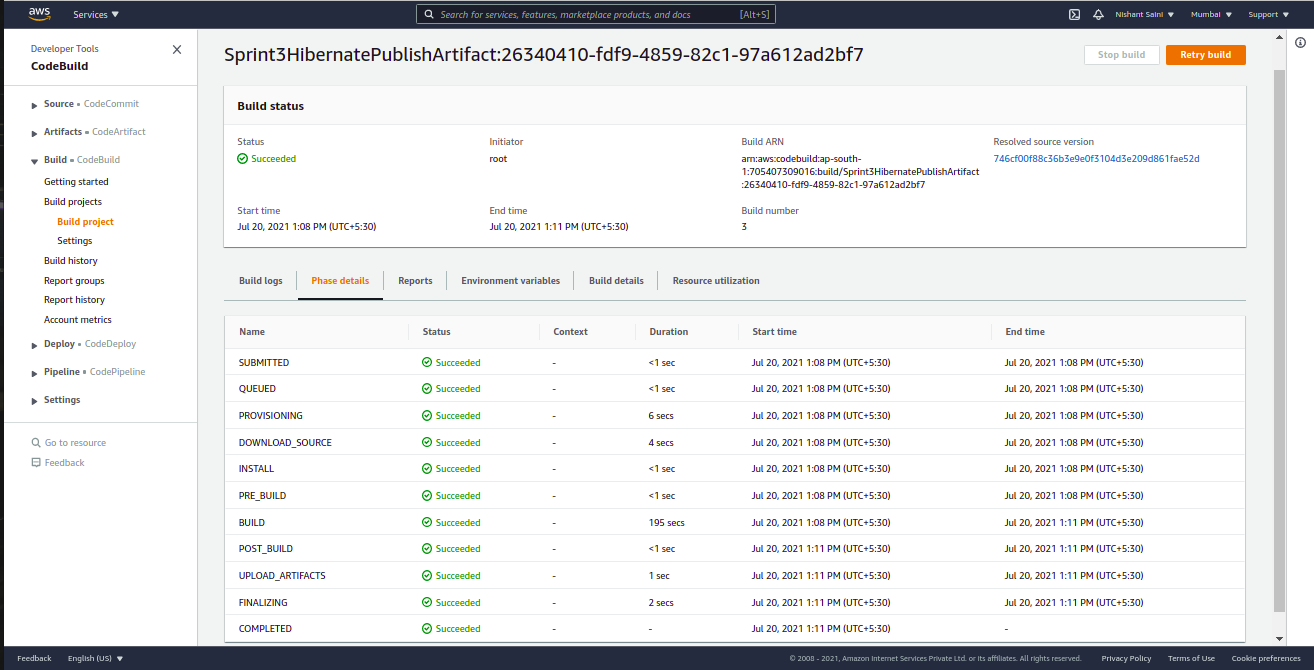 aws Services Search for services, features, marketplace products, and docs [Alt+S] Nishant Saini Mumbai Support
Developer Tools
CodeBuild
Source • CodeCommit
Artifacts • CodeArtifact
Build • CodeBuild
Getting started
Build projects
Build project
Settings
Build history
Report groups
Report history
Account metrics
Deploy • CodeDeploy
Pipeline • CodePipeline
Settings
Go to resource
Feedback
Sprint3HibernatePublishArtifact:26340410-fdf9-4859-82c1-97a612ad2bf7
Stop build Retry build
Build status
Status Initiator Build ARN Resolved source version
Succeeded root arn:aws:codebuild:ap-south- 746cf00f88c36b3e9e0f3104d3e209d861fae52d
1:705407309016:build/Sprint3HibernatePublishArtifact
:26340410-fdf9-4859-82c1-97a612ad2bf7
Start time End time Build number
Jul 20, 2021 1:08 PM (UTC+5:30) Jul 20, 2021 1:11 PM (UTC+5:30) 3
Build logs Phase details Reports Environment variables Build details Resource utilization
Name Status Context Duration Start time End time
SUBMITTED Succeeded - <1 sec Jul 20, 2021 1:08 PM (UTC+5:30) Jul 20, 2021 1:08 PM (UTC+5:30)
QUEUED Succeeded - <1 sec Jul 20, 2021 1:08 PM (UTC+5:30) Jul 20, 2021 1:08 PM (UTC+5:30)
PROVISIONING Succeeded - 6 secs Jul 20, 2021 1:08 PM (UTC+5:30) Jul 20, 2021 1:08 PM (UTC+5:30)
DOWNLOAD_SOURCE Succeeded - 4 secs Jul 20, 2021 1:08 PM (UTC+5:30) Jul 20, 2021 1:08 PM (UTC+5:30)
INSTALL Succeeded - <1 sec Jul 20, 2021 1:08 PM (UTC+5:30) Jul 20, 2021 1:08 PM (UTC+5:30)
PRE_BUILD Succeeded - <1 sec Jul 20, 2021 1:08 PM (UTC+5:30) Jul 20, 2021 1:08 PM (UTC+5:30)
BUILD Succeeded - 195 secs Jul 20, 2021 1:08 PM (UTC+5:30) Jul 20, 2021 1:11 PM (UTC+5:30)
POST_BUILD Succeeded - <1 sec Jul 20, 2021 1:11 PM (UTC+5:30) Jul 20, 2021 1:11 PM (UTC+5:30)
UPLOAD_ARTIFACTS Succeeded - 1 sec Jul 20, 2021 1:11 PM (UTC+5:30) Jul 20, 2021 1:11 PM (UTC+5:30)
FINALIZING Succeeded - 2 secs Jul 20, 2021 1:11 PM (UTC+5:30) Jul 20, 2021 1:11 PM (UTC+5:30)
COMPLETED Succeeded - - Jul 20, 2021 1:11 PM (UTC+5:30) -
Feedback English (US) © 2008 - 2021, Amazon Internet Services Private Ltd. or its affiliates. All rights reserved. Privacy Policy Terms of Use Cookie preferences